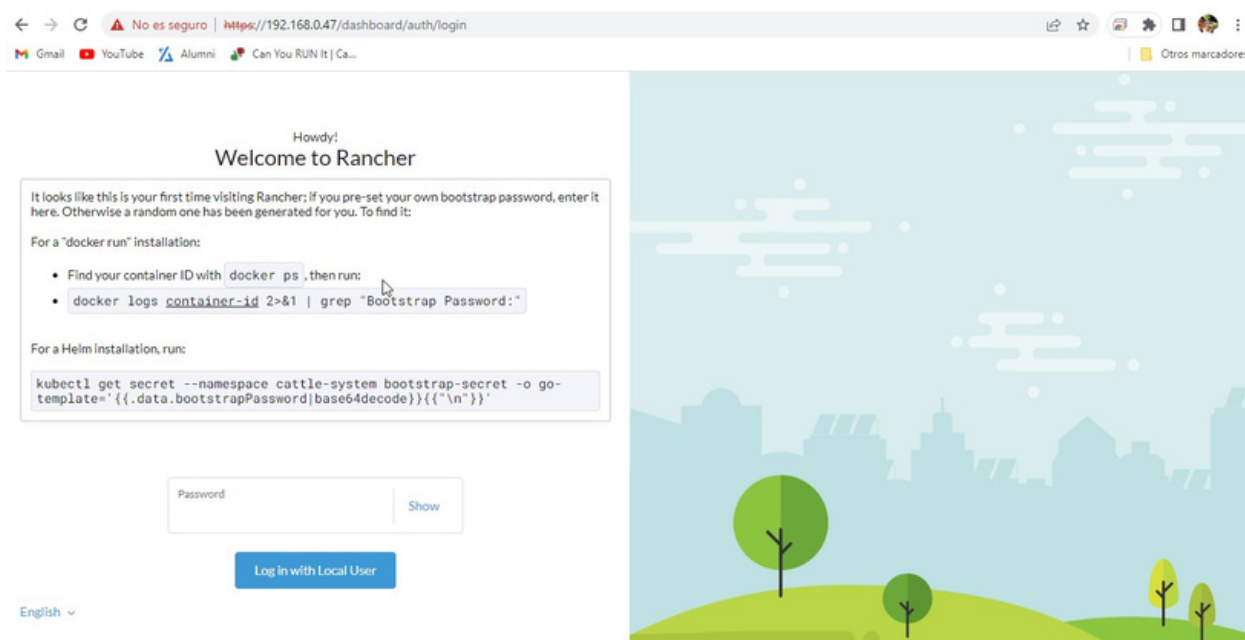 No es seguro | https://192.168.0.47/dashboard/auth/login
Gmail YouTube Alumni Can You RUN It | Ca... Otros marcadores
Howdy!
Welcome to Rancher
It looks like this is your first time visiting Rancher; if you pre-set your own bootstrap password, enter it
here. Otherwise a random one has been generated for you. To find it:
For a "docker run" installation:
• Find your container ID with docker ps , then run:
• docker logs container-id 2>&1 | grep "Bootstrap Password:"
For a Helm installation, run:
kubectl get secret --namespace cattle-system bootstrap-secret -o go-
template='{{.data.bootstrapPassword|base64decode}}{{"\n"}}'
Password
Show
Log in with Local User
English